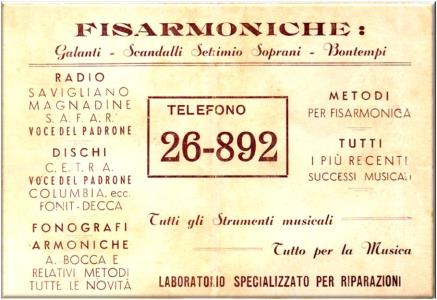 FISARMONICHE:
Galanti - Scandalli Settimio Soprani - Bontempi
RADIO
SAVIGLIANO
MAGNADINE
S. A. F. A. R.
VOCE DEL PADRONE
DISCHI
C. E. T. R. A.
VOCE DEL PADRONE
COLUMBIA, ecc.
FONIT-DECCA
FONOGRAFI
ARMONICHE
A. BOCCA E
RELATIVI METODI
TUTTE LE NOVITÀ
TELEFONO
26-892
METODI
PER FISARMONICA
TUTTI
I PIÙ RECENTI
SUCCESSI MUSICALI
Tutti gli Strumenti musicali
Tutto per la Musica
LABORATORIO SPECIALIZZATO PER RIPARAZIONI